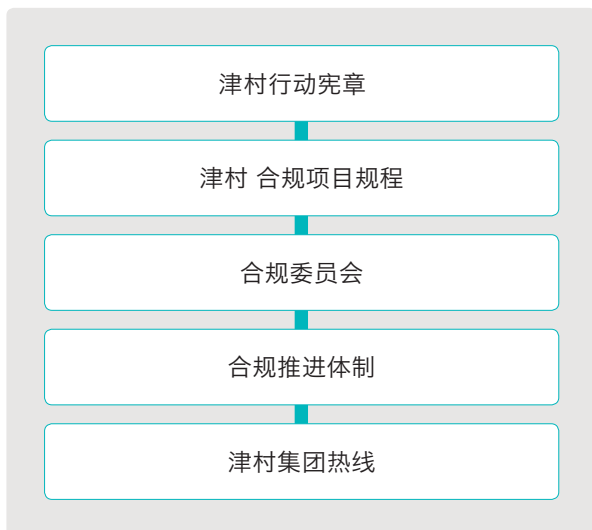 津村行动宪章
津村 合规项目规程
合规委员会
合规推进体制
津村集团热线